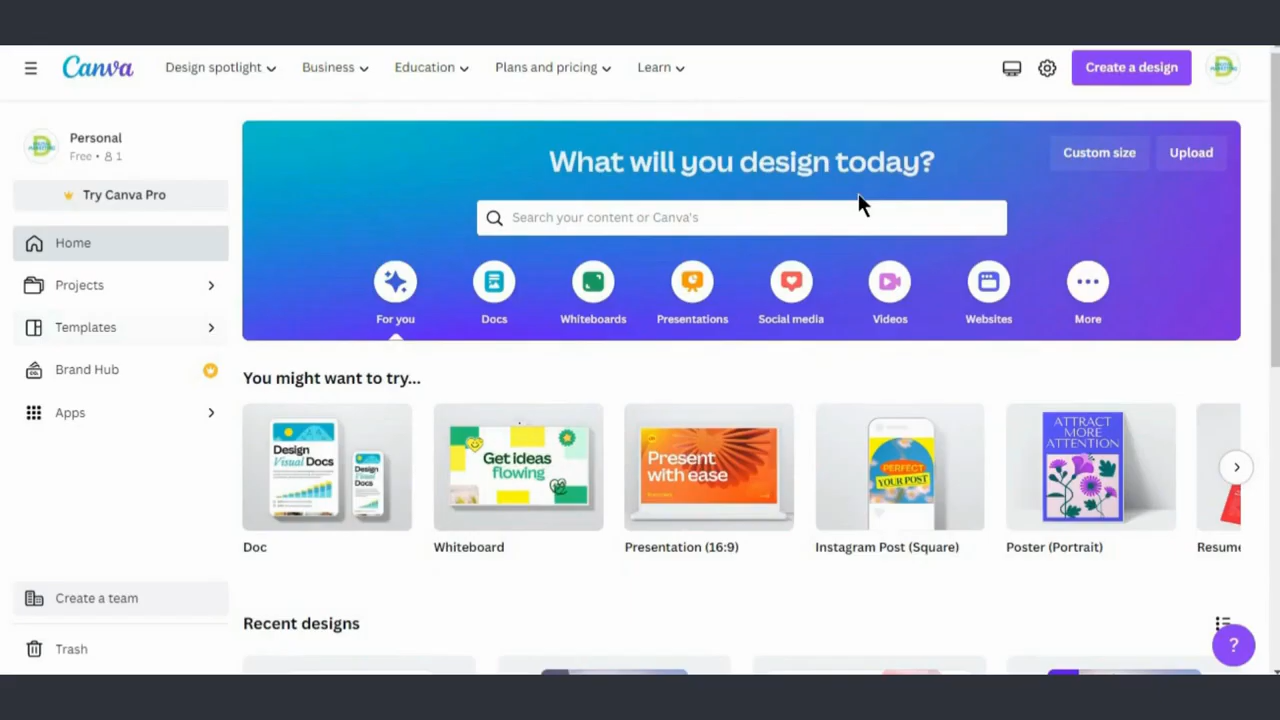 Canva
Design spotlight
Business
Education
Plans and pricing
Learn
Create a design
Personal
Free • 1
Try Canva Pro
Home
Projects
Templates
Brand Hub
Apps
Create a team
Trash
What will you design today?
Custom size
Upload
Search your content or Canva's
For you
Docs
Whiteboards
Presentations
Social media
Videos
Websites
More
You might want to try...
Design
Visual Docs
Design
Visual Docs
Get ideas
flowing
Present
with ease
PERFECT
YOUR POST
ATTRACT
MORE
ATTENTION
Doc
Whiteboard
Presentation (16:9)
Instagram Post (Square)
Poster (Portrait)
Resume
Recent designs
?